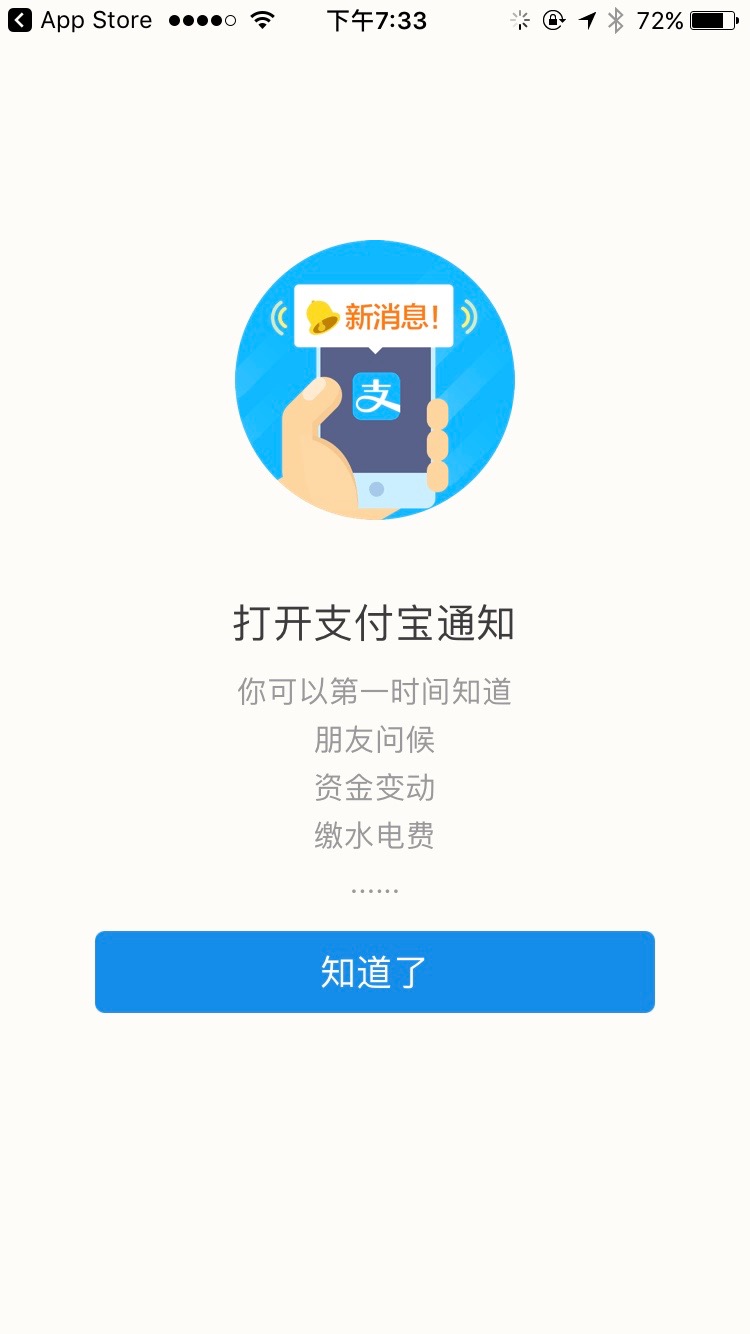 App Store 下午7:33 72%
新消息!
支
打开支付宝通知
你可以第一时间知道
朋友问候
资金变动
缴水电费
......
知道了